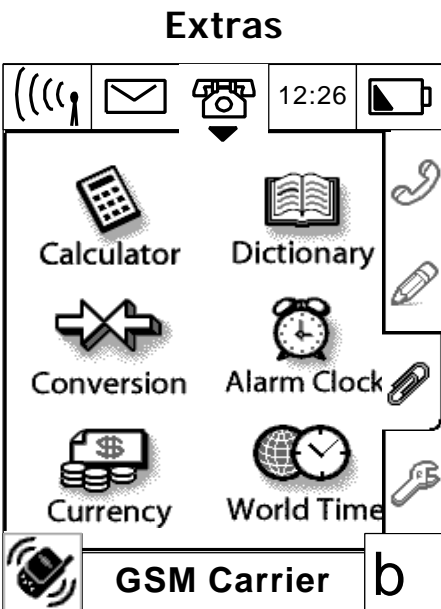 Extras
12:26
Calculator Dictionary
Conversion Alarm Clock
$
Currency World Time
GSM Carrier b